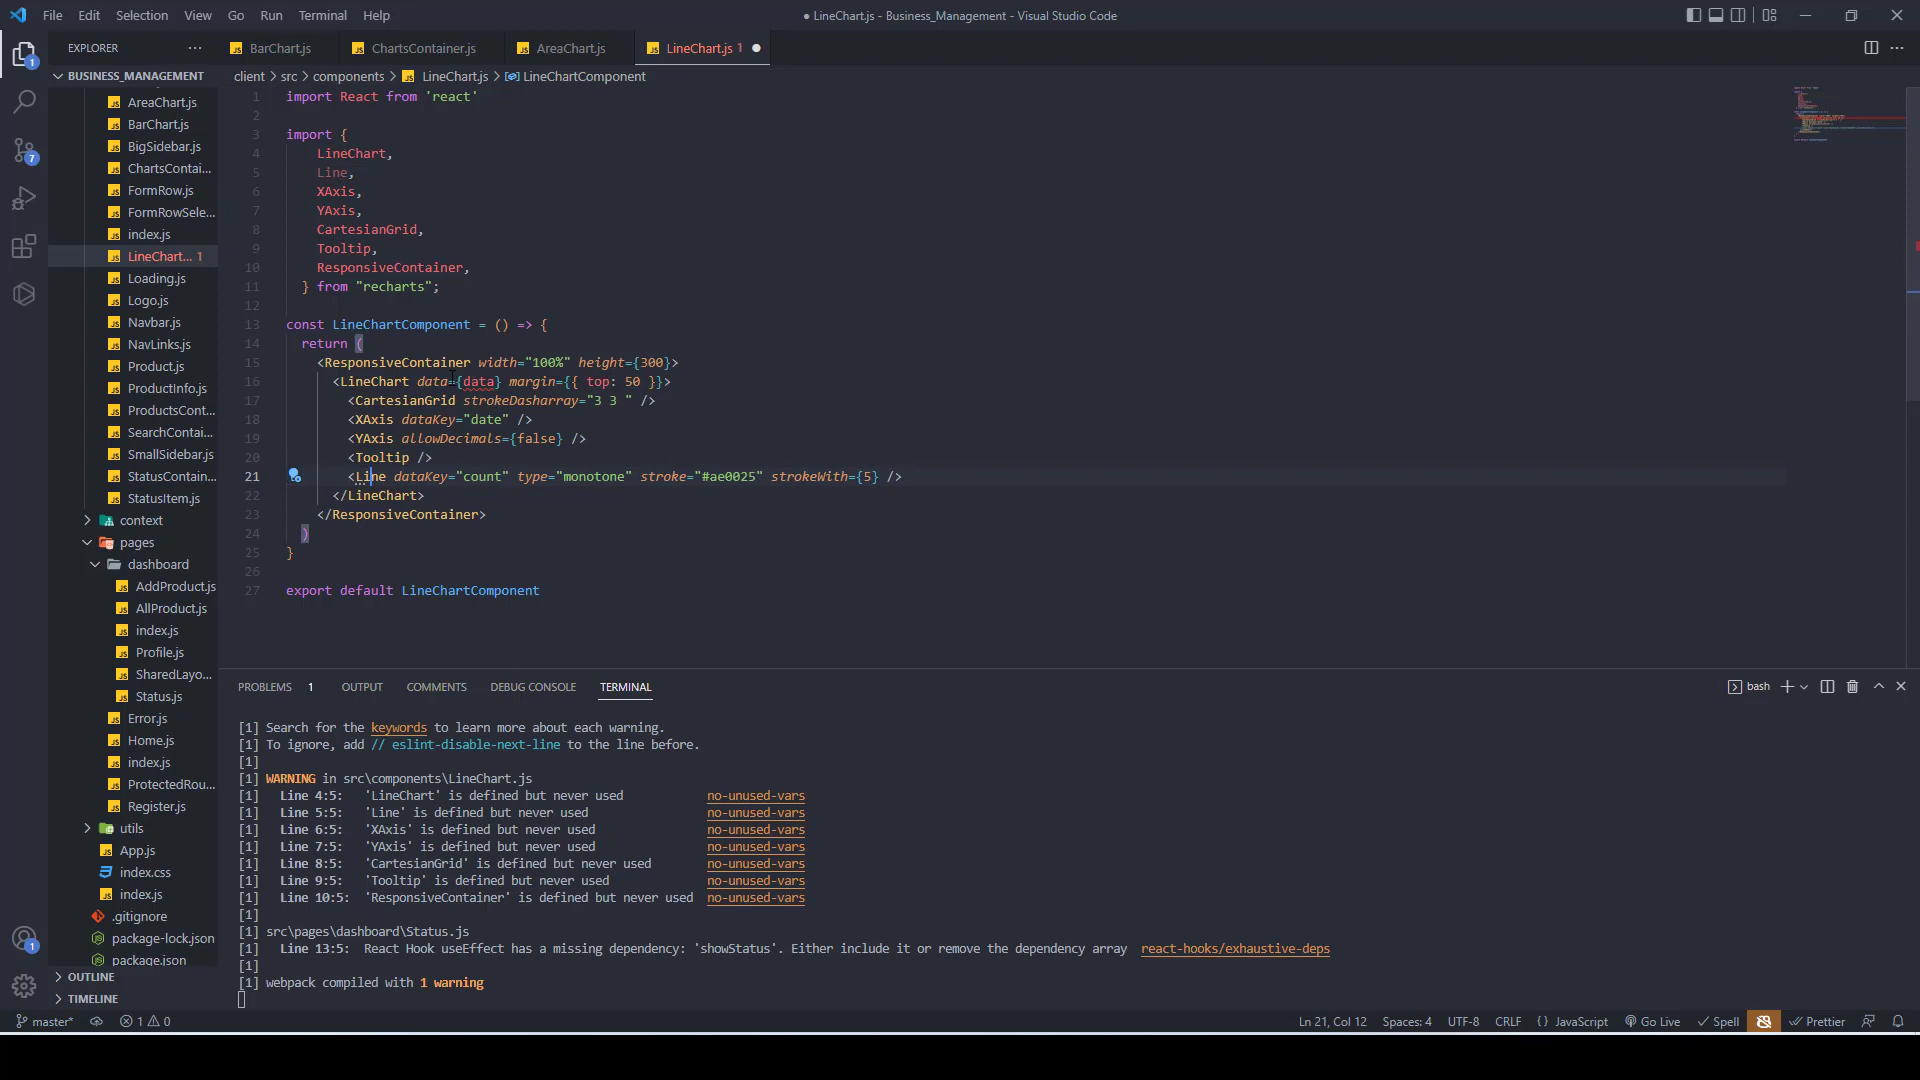 File Edit Selection View Go Run Terminal Help
● LineChart.js - Business_Management - Visual Studio Code
EXPLORER
BarChart.js
ChartsContainer.js
AreaChart.js
LineChart.js 1
BUSINESS_MANAGEMENT
AreaChart.js
BarChart.js
BigSidebar.js
ChartsContai...
FormRow.js
FormRowSele...
index.js
LineChart... 1
Loading.js
Logo.js
Navbar.js
NavLinks.js
Product.js
ProductInfo.js
ProductsCont...
SearchContai...
SmallSidebar.js
StatusContain...
StatusItem.js
context
pages
dashboard
AddProduct.js
AllProduct.js
index.js
Profile.js
SharedLayo...
Status.js
Error.js
Home.js
index.js
ProtectedRou...
Register.js
utils
App.js
index.css
index.js
.gitignore
package-lock.json
package.json
OUTLINE
TIMELINE
client > src > components > LineChart.js > LineChartComponent
1 import React from 'react'
2
3 import {
4 LineChart,
5 Line,
6 XAxis,
7 YAxis,
8 CartesianGrid,
9 Tooltip,
10 ResponsiveContainer,
11 } from "recharts";
12
13 const LineChartComponent = () => {
14 return (
15 <ResponsiveContainer width="100%" height={300}>
16 <LineChart data={data} margin={{ top: 50 }}>
17 <CartesianGrid strokeDasharray="3 3 " />
18 <XAxis dataKey="date" />
19 <YAxis allowDecimals={false} />
20 <Tooltip />
21 <Line dataKey="count" type="monotone" stroke="#ae0025" strokeWith={5} />
22 </LineChart>
23 </ResponsiveContainer>
24 )
25 }
26
27 export default LineChartComponent
PROBLEMS 1 OUTPUT COMMENTS DEBUG CONSOLE TERMINAL
bash
[1] Search for the keywords to learn more about each warning.
[1] To ignore, add // eslint-disable-next-line to the line before.
[1]
[1] WARNING in src\components\LineChart.js
[1] Line 4:5: 'LineChart' is defined but never used no-unused-vars
[1] Line 5:5: 'Line' is defined but never used no-unused-vars
[1] Line 6:5: 'XAxis' is defined but never used no-unused-vars
[1] Line 7:5: 'YAxis' is defined but never used no-unused-vars
[1] Line 8:5: 'CartesianGrid' is defined but never used no-unused-vars
[1] Line 9:5: 'Tooltip' is defined but never used no-unused-vars
[1] Line 10:5: 'ResponsiveContainer' is defined but never used no-unused-vars
[1]
[1] src\pages\dashboard\Status.js
[1] Line 13:5: React Hook useEffect has a missing dependency: 'showStatus'. Either include it or remove the dependency array react-hooks/exhaustive-deps
[1]
[1] webpack compiled with 1 warning
master* 1 0 Ln 21, Col 12 Spaces: 4 UTF-8 CRLF { } JavaScript Go Live Spell Prettier